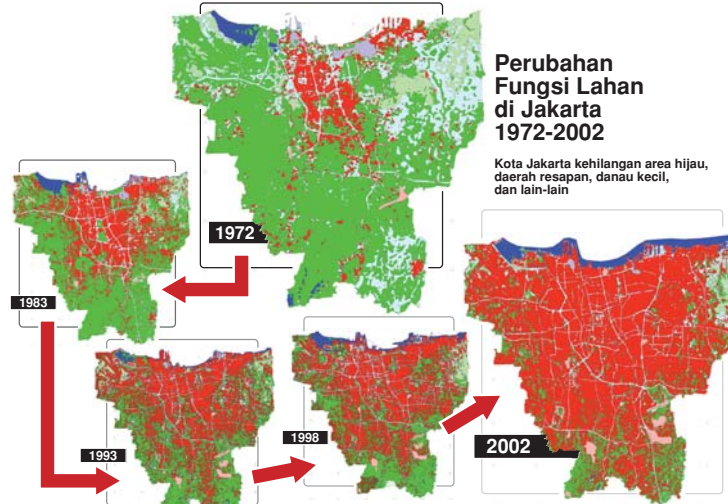 Perubahan
Fungsi Lahan
di Jakarta
1972-2002
Kota Jakarta kehilangan area hijau,
daerah resapan, danau kecil,
dan lain-lain
1972
1983
1993
1998
2002